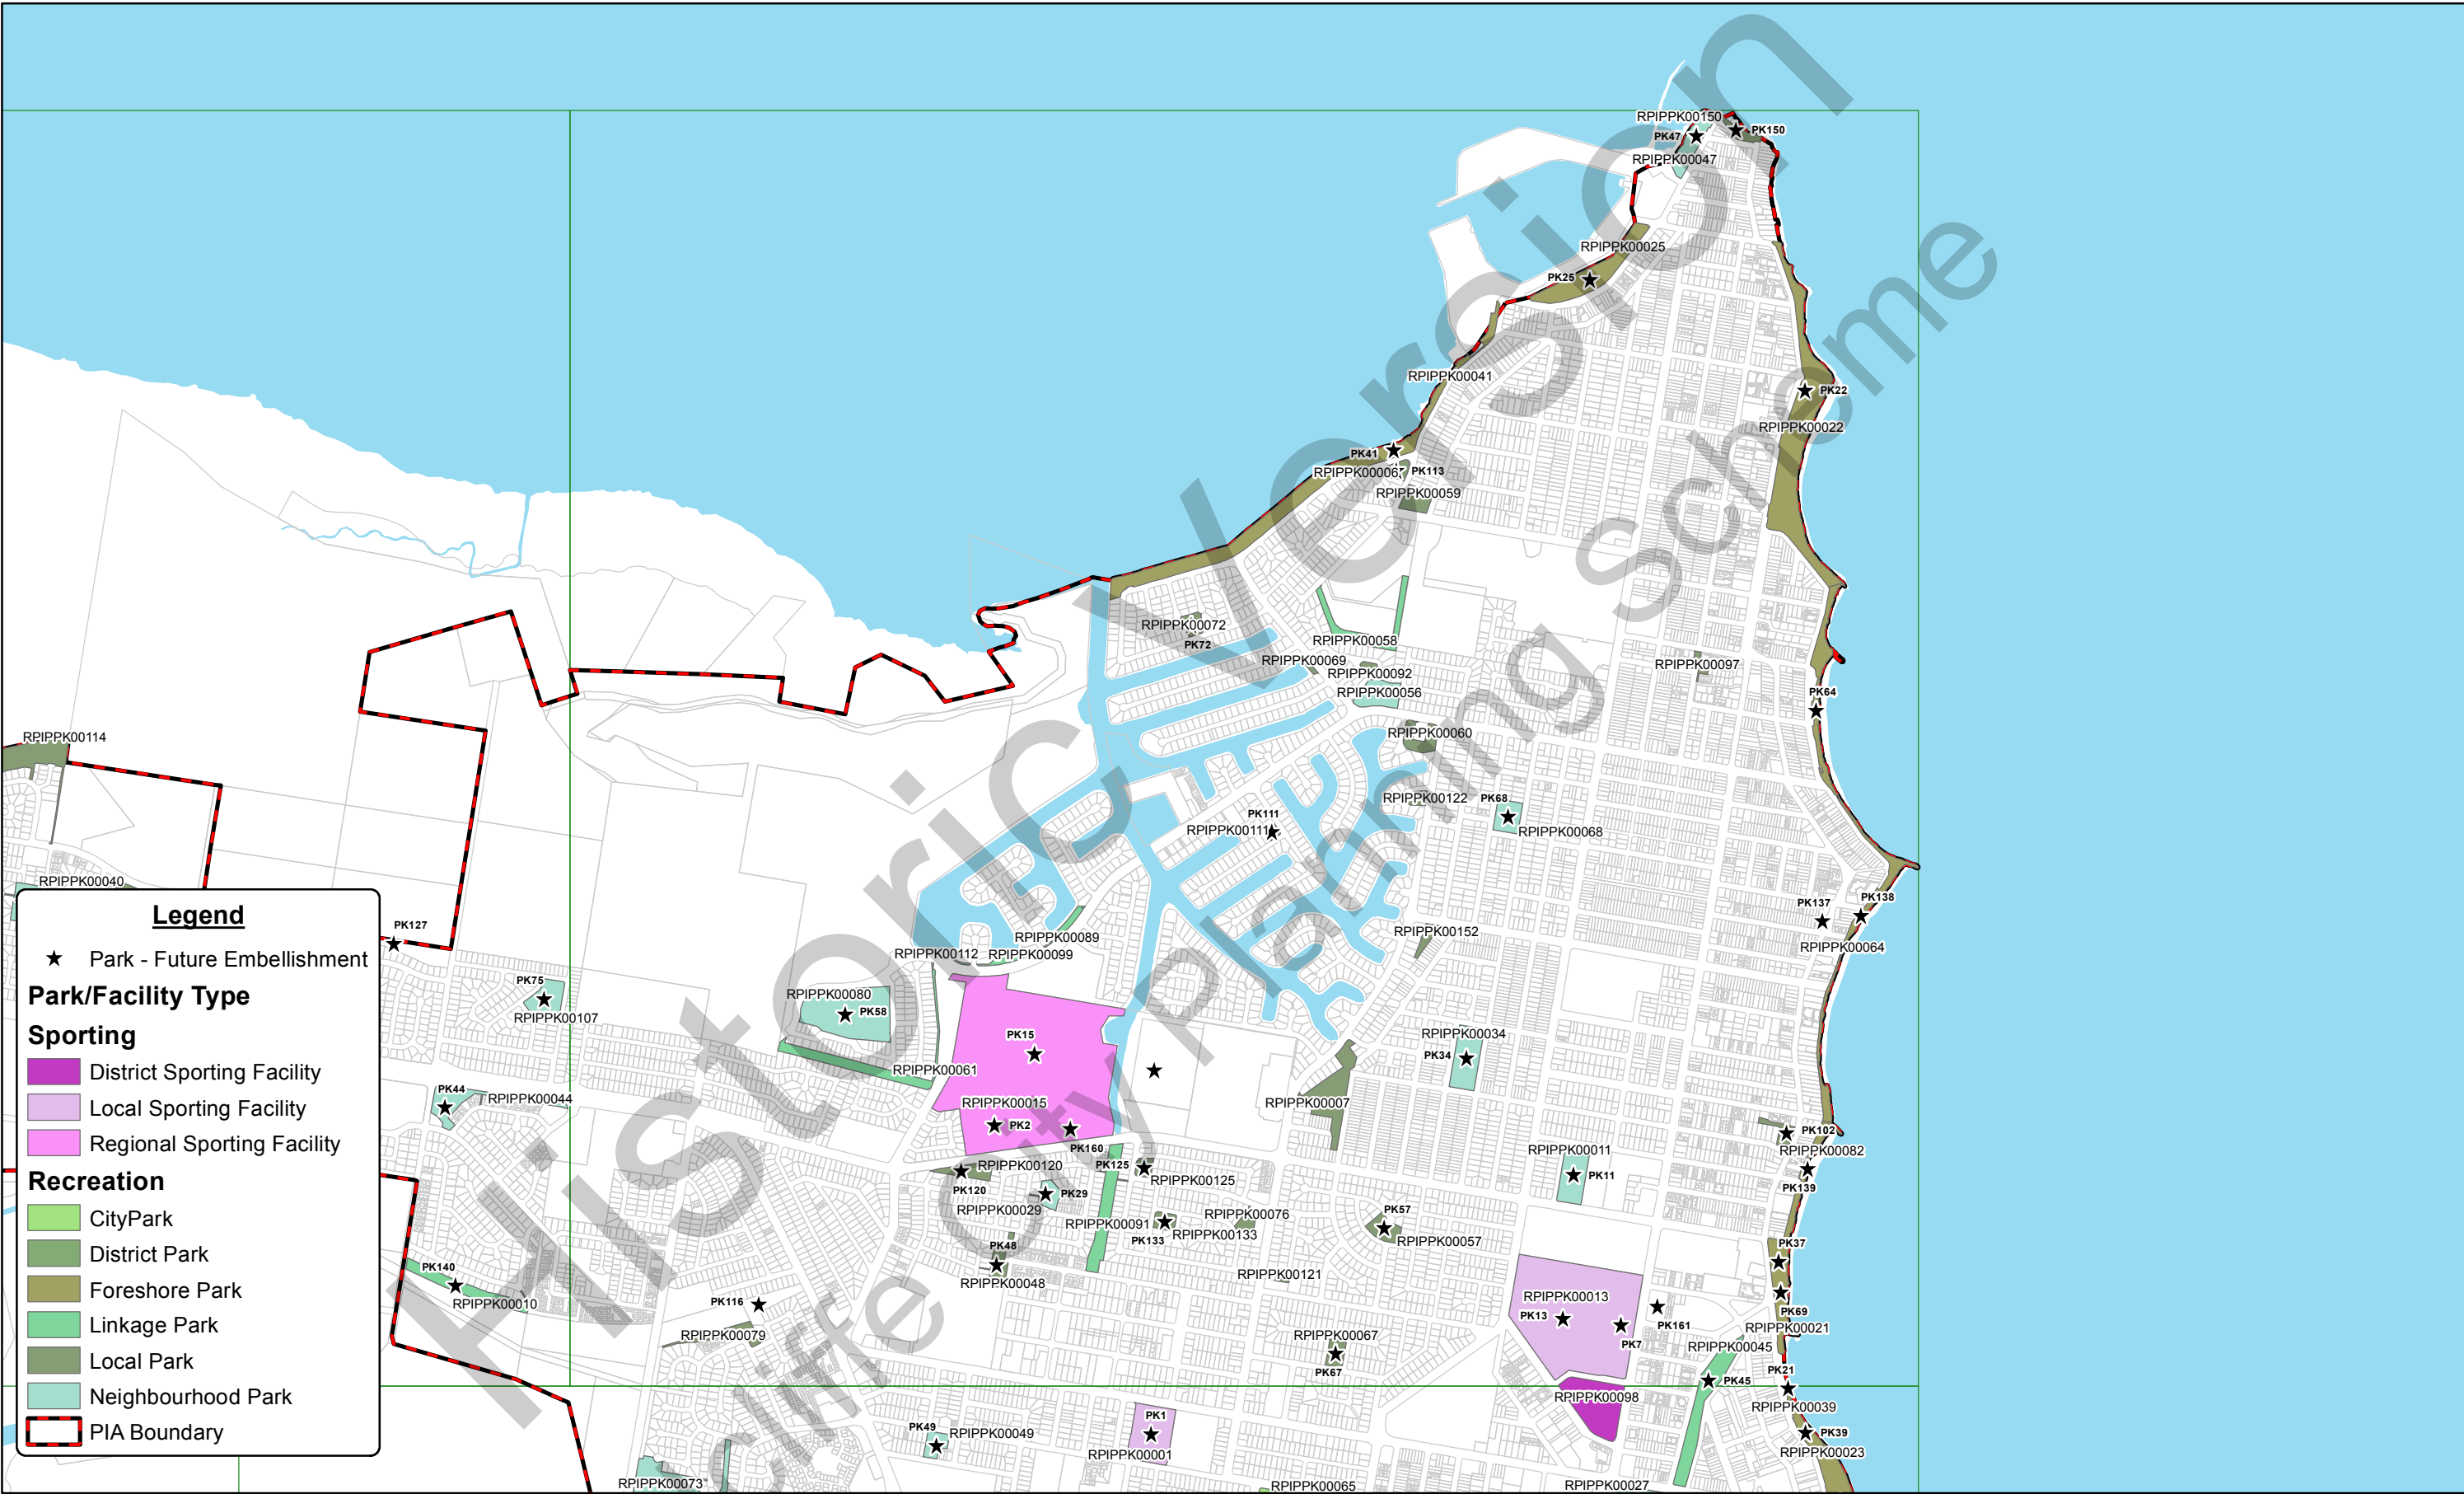 RPIPPK00150
PK150
PK47
RPIPPK00047
RPIPPK00025
PK25
RPIPPK00041
PK22
RPIPPK00022
PK41
PK113
RPIPPK00059
RPIPPK00072
PK72
RPIPPK00058
RPIPPK00069
RPIPPK00092
RPIPPK00056
RPIPPK00097
PK64
RPIPPK00060
RPIPPK00114
RPIPPK00122
PK68
RPIPPK00068
PK111
RPIPPK00111
RPIPPK00040
PK138
PK137
RPIPPK00064
RPIPPK00152
RPIPPK00089
RPIPPK00112
RPIPPK00099
PK127
PK75
RPIPPK00107
RPIPPK00080
PK58
PK15
RPIPPK00034
PK34
RPIPPK00061
PK44
RPIPPK00044
RPIPPK00015
PK2
PK160
RPIPPK00007
PK102
RPIPPK00082
RPIPPK00011
PK11
PK139
RPIPPK00120
PK120
PK125
RPIPPK00125
PK29
RPIPPK00029
RPIPPK00091
RPIPPK00076
PK133
RPIPPK00133
PK57
RPIPPK00057
PK48
RPIPPK00048
RPIPPK00121
PK37
PK140
RPIPPK00010
PK116
RPIPPK00079
RPIPPK00013
PK13
PK7
PK161
PK69
RPIPPK00021
RPIPPK00045
RPIPPK00067
PK67
PK21
PK45
RPIPPK00098
RPIPPK00039
PK39
RPIPPK00023
PK49
RPIPPK00049
PK1
RPIPPK00001
RPIPPK00073
RPIPPK00065
RPIPPK00027
Legend
Park - Future Embellishment
Park/Facility Type
Sporting
District Sporting Facility
Local Sporting Facility
Regional Sporting Facility
Recreation
CityPark
District Park
Foreshore Park
Linkage Park
Local Park
Neighbourhood Park
PIA Boundary
Historic Version
city planning scheme